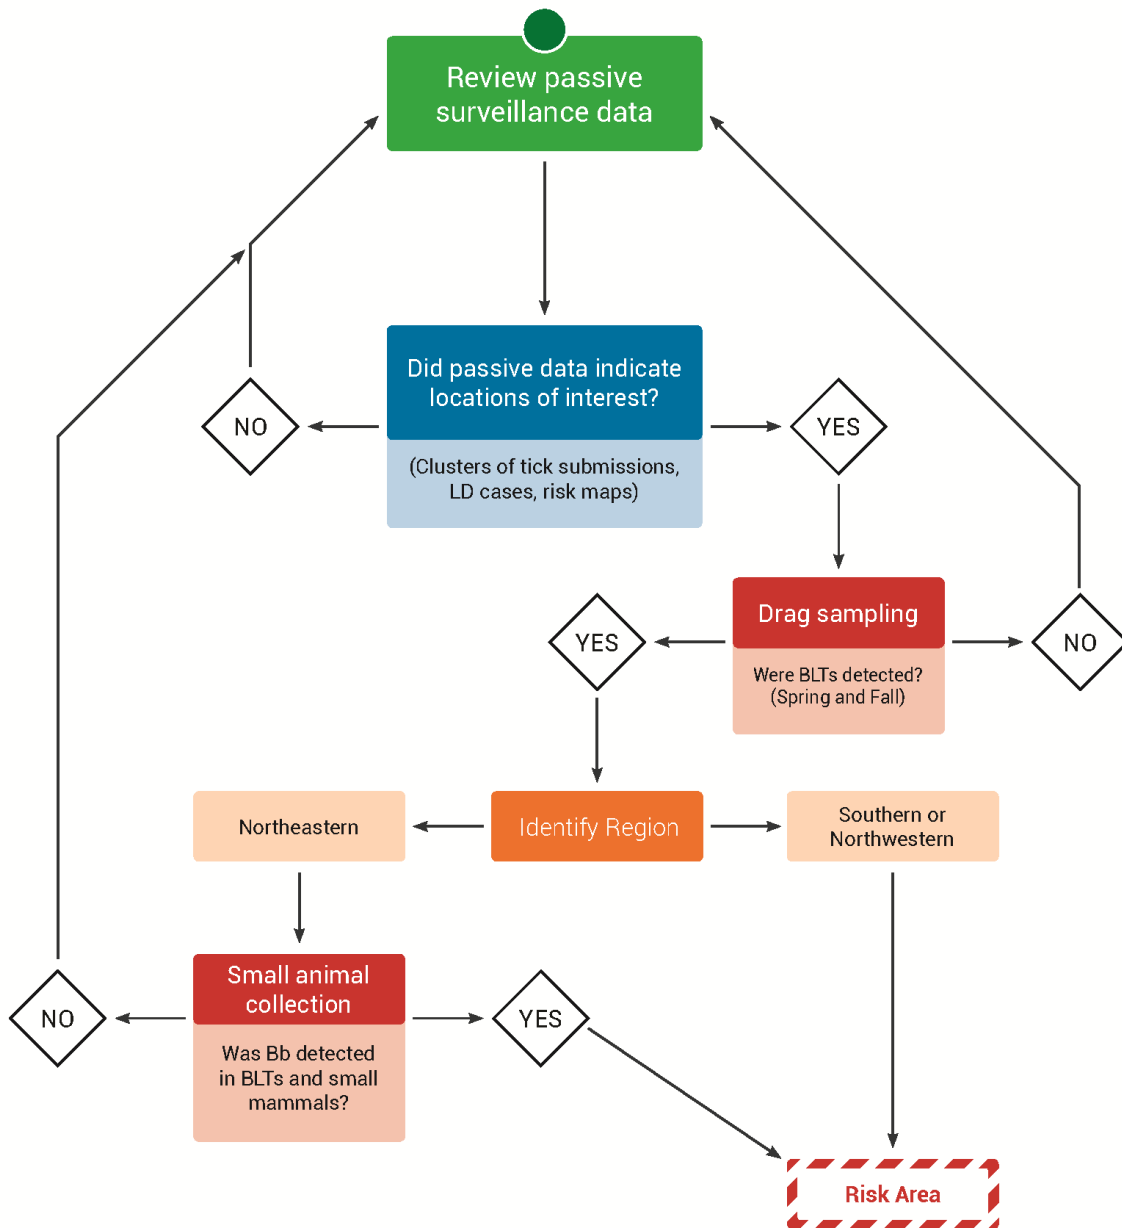 Review passive
surveillance data
Did passive data indicate
locations of interest?
(Clusters of tick submissions,
LD cases, risk maps)
NO
YES
Drag sampling
Were BLTs detected?
(Spring and Fall)
YES
NO
Identify Region
Northeastern
Southern or
Northwestern
Small animal
collection
Was Bb detected
in BLTs and small
mammals?
NO
YES
Risk Area